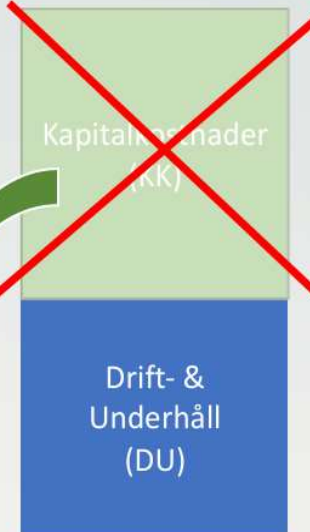 Kapitalkostnader
(KK)
Drift- &
Underhåll
(DU)